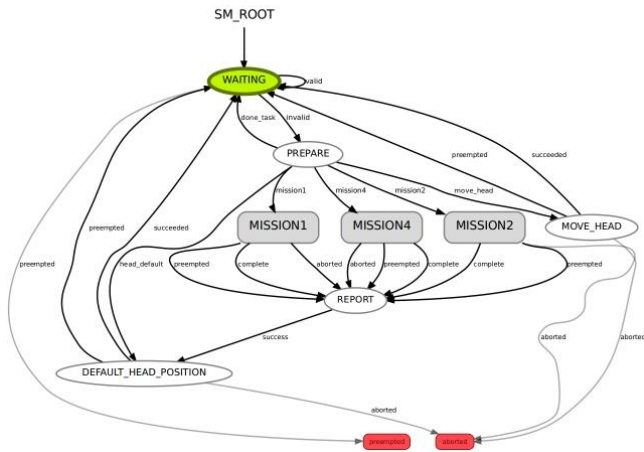 SM_ROOT
WAITING
valid
done_task
invalid
preempted
succeeded
PREPARE
mission1
mission4
mission2
move_head
MISSION1
MISSION4
MISSION2
MOVE_HEAD
preempted
succeeded
preempted
head_default
preempted
complete
aborted
aborted
preempted
complete
complete
preempted
REPORT
success
aborted
aborted
DEFAULT_HEAD_POSITION
aborted
preempted
aborted